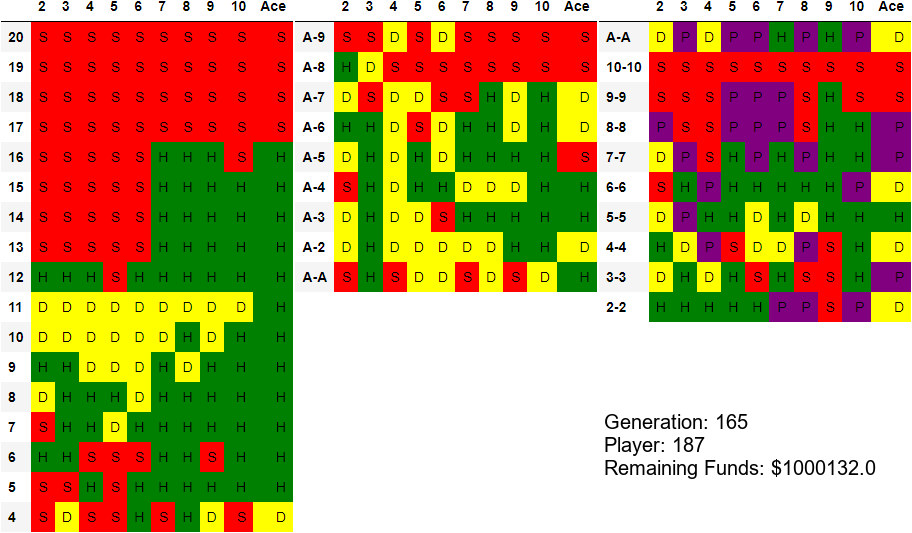 2 3 4 5 6 7 8 9 10 Ace
20 S S S S S S S S S S
19 S S S S S S S S S S
18 S S S S S S S S S S
17 S S S S S S S S S S
16 S S S S S H H H S H
15 S S S S S H H H H H
14 S S S S S H H H H H
13 S S S S S H H H H H
12 H H H S H H H H H H
11 D D D D D D D D D H
10 D D D D D D H D H H
9 H H D D D H D H H H
8 D H H H D H H H H H
7 S H H D H H H H H H
6 H H S S S H H S H H
5 S S H S H H H H H H
4 S D S S H S H D S D
2 3 4 5 6 7 8 9 10 Ace
A-9 S S D S D S S S S S
A-8 H D S S S S S S S S
A-7 D S D D S S H D H D
A-6 H H D S D H H D H D
A-5 D H D H D H H H H S
A-4 S H D H H D D D H H
A-3 D H D D S H H H H H
A-2 D H D D D D D H H D
A-A S H S D D S D S D H
2 3 4 5 6 7 8 9 10 Ace
A-A D P D P P H P H P D
10-10 S S S S S S S S S S
9-9 S S S P P P S H S S
8-8 P S S P P P S H H P
7-7 D P S H P H P H H P
6-6 S H P H H H H H P D
5-5 D P H H D H D H H H
4-4 H D P S D D P S H D
3-3 D H D H S H S S H P
2-2 H H H H H P P S P D
Generation: 165
Player: 187
Remaining Funds: $1000132.0